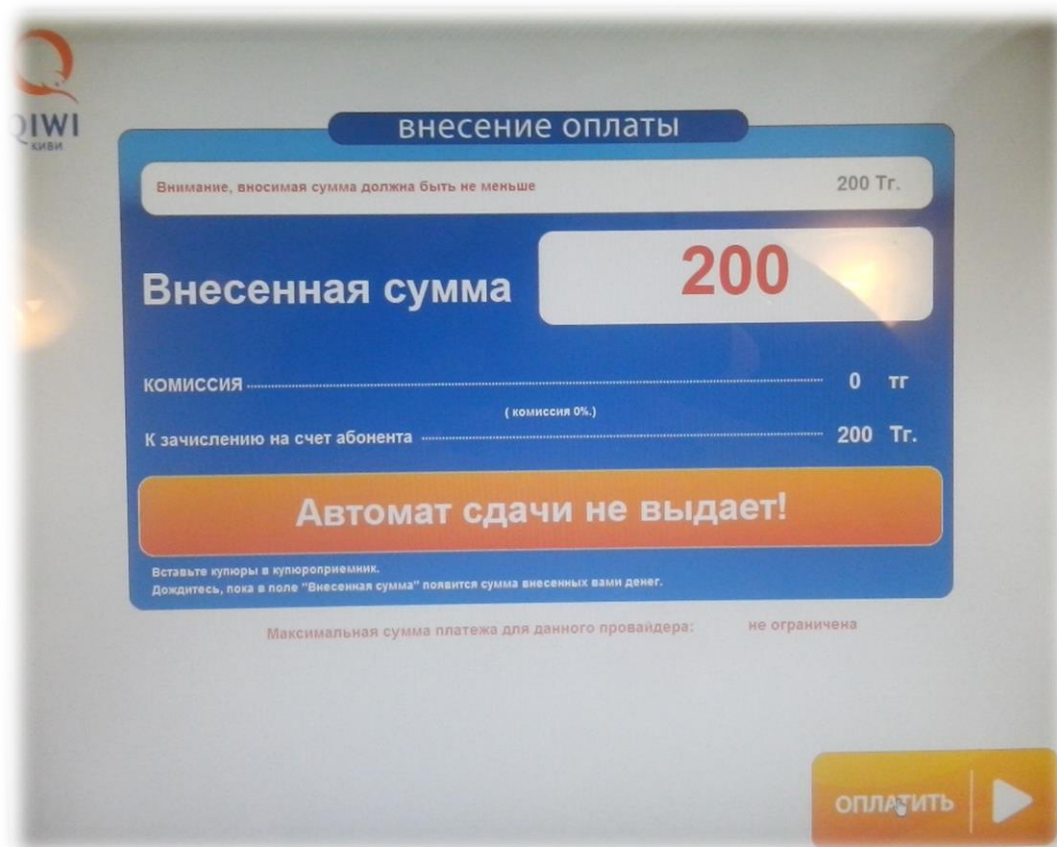 QIWI
КИВИ
внесение оплаты
Внимание, вносимая сумма должна быть не меньше 200 Тг.
Внесенная сумма 200
КОМИССИЯ 0 тг
( комиссия 0%.)
К зачислению на счет абонента 200 Тг.
Автомат сдачи не выдает!
Вставьте купюры в купюроприемник.
Дождитесь, пока в поле "Внесенная сумма" появится сумма внесенных вами денег.
Максимальная сумма платежа для данного провайдера: не ограничена
ОПЛАТИТЬ